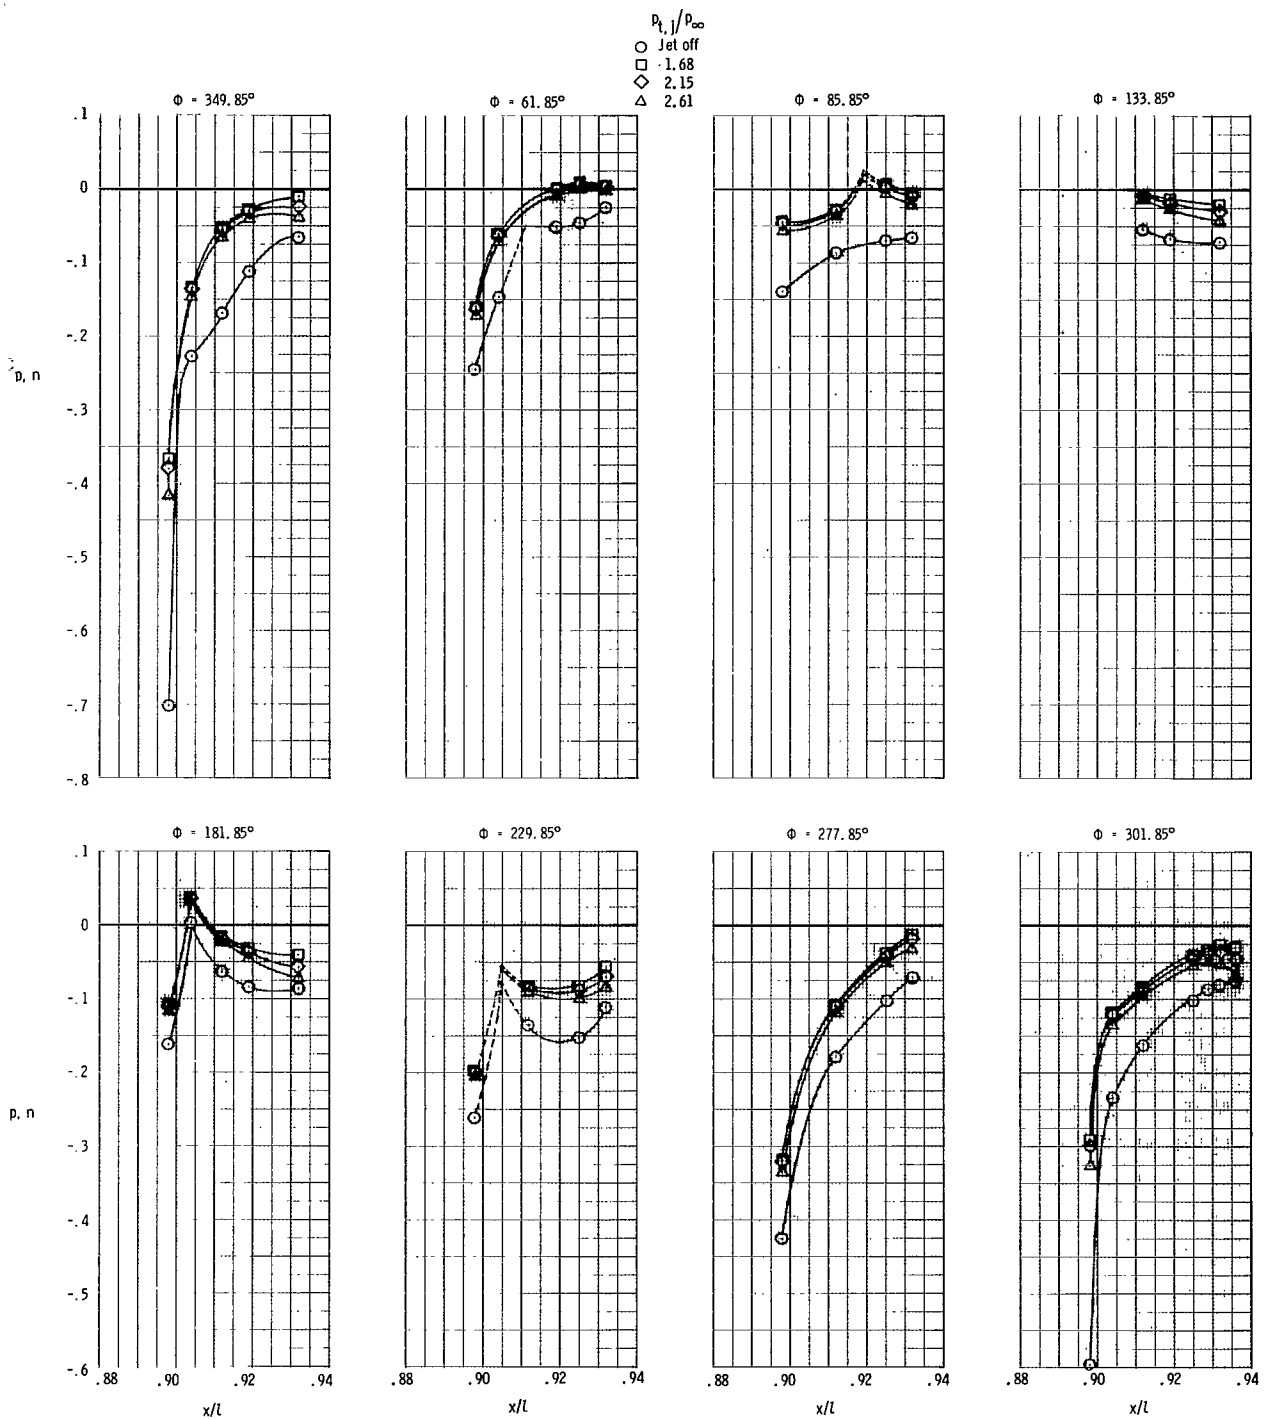 p_{t, j}/p_∞
○ Jet off
□ 1.68
◇ 2.15
△ 2.61
Φ = 349.85° Φ = 61.85° Φ = 85.85° Φ = 133.85°
.1
0
-.1
-.2
p, n
-.3
-.4
-.5
-.6
-.7
-.8
Φ = 181.85° Φ = 229.85° Φ = 277.85° Φ = 301.85°
.1
0
-.1
-.2
p, n
-.3
-.4
-.5
-.6
.88 .90 .92 .94 .88 .90 .92 .94 .88 .90 .92 .94 .88 .90 .92 .94
x/l x/l x/l x/l